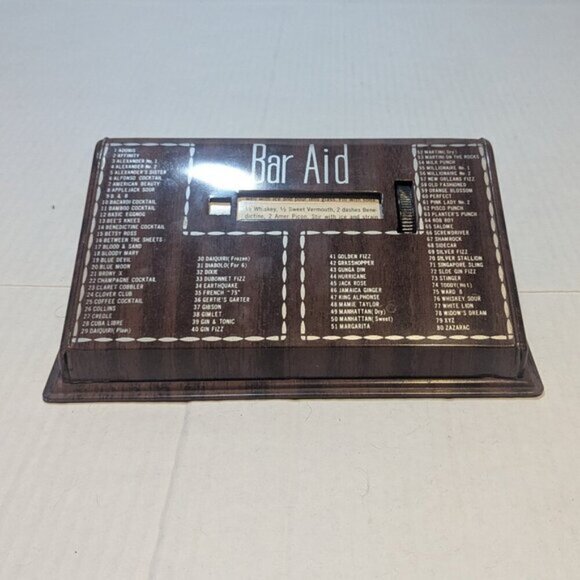 Bar Aid
½ Whiskey, ½ Sweet Vermouth, 2 dashes Bene-
dictine, 2 Amer Picon. Stir with ice and strain
1 ADONIS
2 AFFINITY
3 ALEXANDER No. 1
4 ALEXANDER No. 2
5 ALEXANDER'S SISTER
6 ALFONSO COCKTAIL
7 AMERICAN BEAUTY
8 APPLEJACK SOUR
9 B & B
10 BACARDI COCKTAIL
11 BAMBOO COCKTAIL
12 BASIC EGGNOG
13 BEE'S KNEES
14 BENEDICTINE COCKTAIL
15 BETSY ROSS
16 BETWEEN THE SHEETS
17 BLOOD & SAND
18 BLOODY MARY
19 BLUE DEVIL
20 BLUE MOON
21 BRONX X
22 CHAMPAGNE COCKTAIL
23 CLARET COBBLER
24 CLOVER CLUB
25 COFFEE COCKTAIL
26 COLLINS
27 CREOLE
28 CUBA LIBRE
29 DAIQUIRI (Plain)
30 DAIQUIRI (Frozen)
31 DIABOLO (For 6)
32 DIXIE
33 DUBONNET FIZZ
34 EARTHQUAKE
35 FRENCH "75"
36 GERTIE'S GARTER
37 GIBSON
38 GIMLET
39 GIN & TONIC
40 GIN FIZZ
41 GOLDEN FIZZ
42 GRASSHOPPER
43 GUNGA DIN
44 HURRICANE
45 JACK ROSE
46 JAMAICA GINGER
47 KING ALPHONSE
48 MAMIE TAYLOR
49 MANHATTAN (Dry)
50 MANHATTAN (Sweet)
51 MARGARITA
52 MARTINI (Dry)
53 MARTINI ON THE ROCKS
54 MILK PUNCH
55 MILLIONAIRE No. 1
56 MILLIONAIRE No. 2
57 NEW ORLEANS FIZZ
58 OLD FASHIONED
59 ORANGE BLOSSOM
60 PERFECT
61 PINK LADY No. 2
62 PISCO PUNCH
63 PLANTER'S PUNCH
64 ROB ROY
65 SALOME
66 SCREWDRIVER
67 SHAMROCK
68 SIDECAR
69 SILVER FIZZ
70 SILVER STALLION
71 SINGAPORE SLING
72 SLOE GIN FIZZ
73 STINGER
74 TODDY (Hot)
75 WARD 8
76 WHISKEY SOUR
77 WHITE LION
78 WIDOW'S DREAM
79 XYZ
80 ZAZARAC